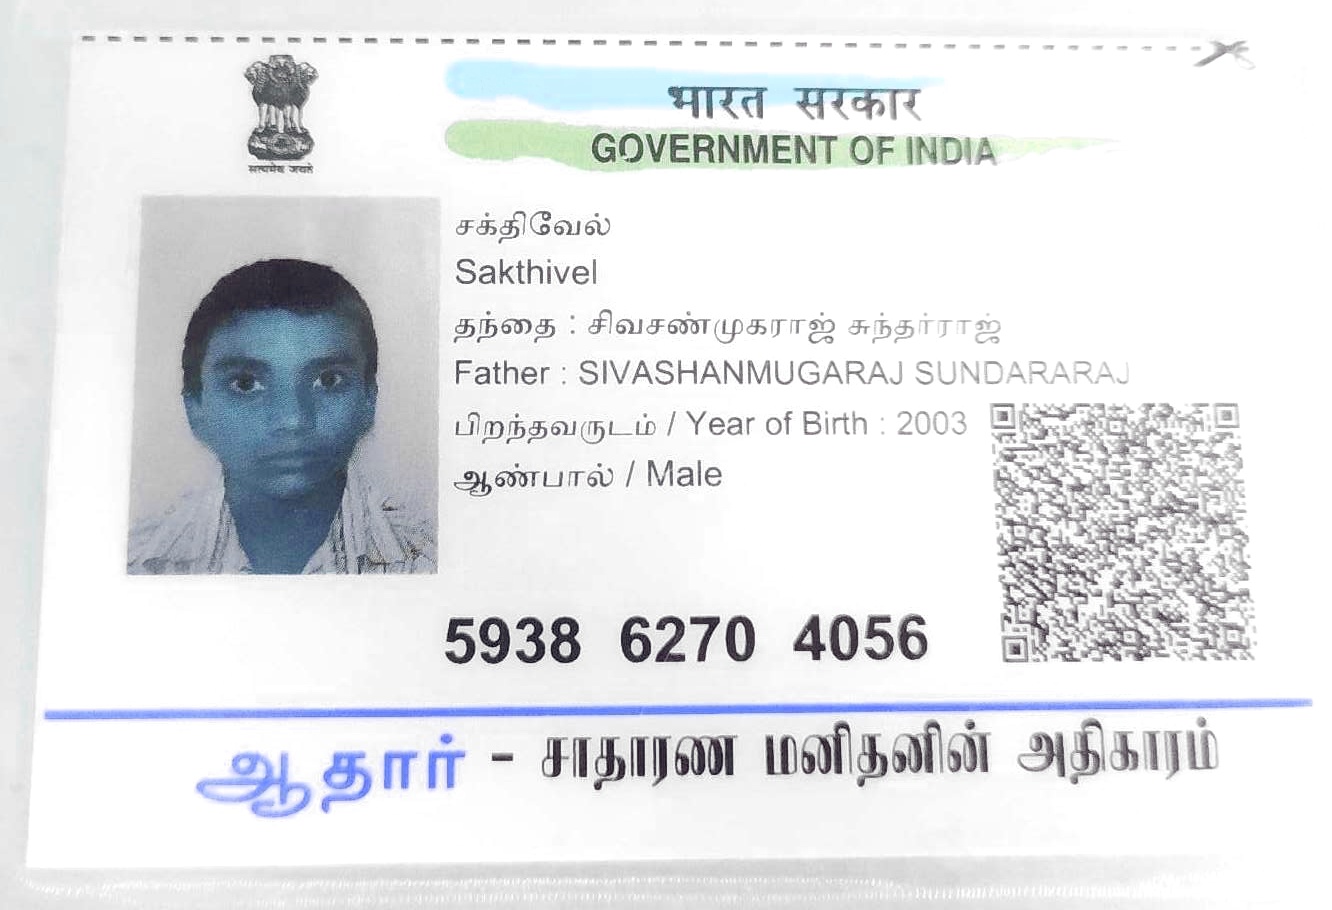 सत्यमेव जयते
भारत सरकार
GOVERNMENT OF INDIA
சக்திவேல்
Sakthivel
தந்தை : சிவசண்முகராஜ் சுந்தர்ராஜ்
Father : SIVASHANMUGARAJ SUNDARARAJ
பிறந்தவருடம் / Year of Birth : 2003
ஆண்பால் / Male
5938 6270 4056
ஆதார் - சாதாரண மனிதனின் அதிகாரம்